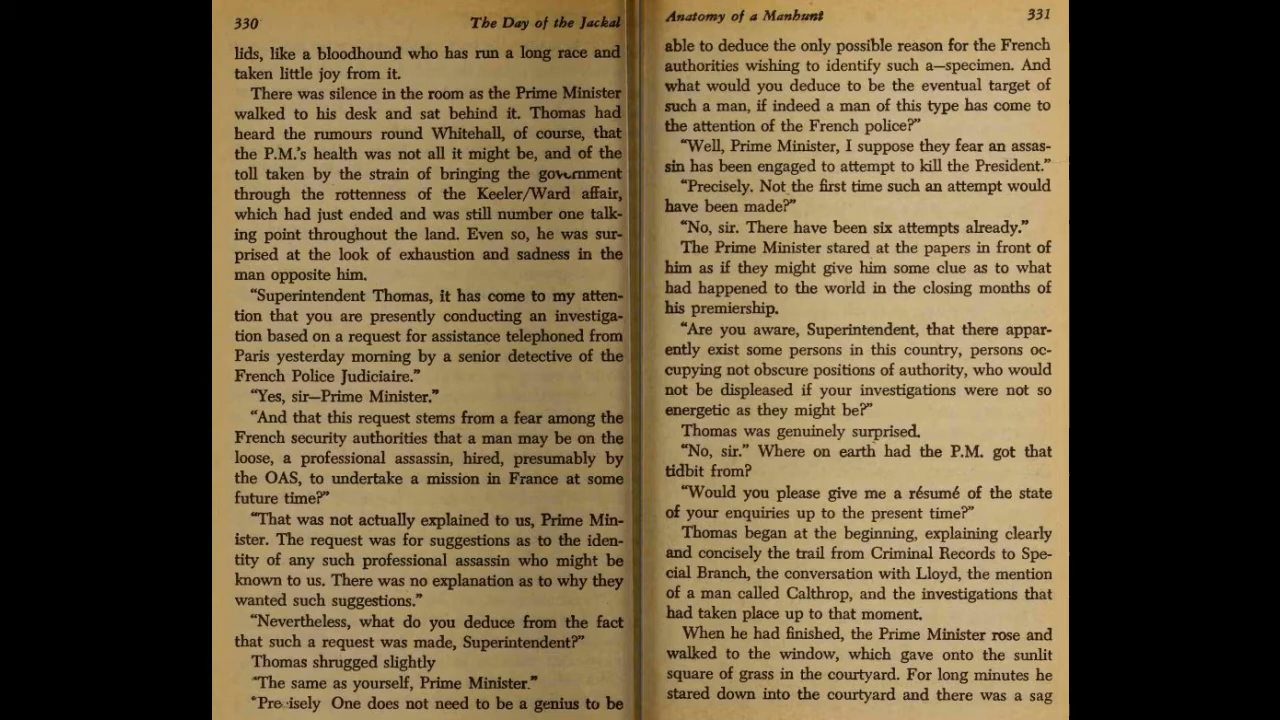 330 The Day of the Jackal
lids, like a bloodhound who has run a long race and
taken little joy from it.
There was silence in the room as the Prime Minister
walked to his desk and sat behind it. Thomas had
heard the rumours round Whitehall, of course, that
the P.M.'s health was not all it might be, and of the
toll taken by the strain of bringing the government
through the rottenness of the Keeler/Ward affair,
which had just ended and was still number one talk-
ing point throughout the land. Even so, he was sur-
prised at the look of exhaustion and sadness in the
man opposite him.
“Superintendent Thomas, it has come to my atten-
tion that you are presently conducting an investiga-
tion based on a request for assistance telephoned from
Paris yesterday morning by a senior detective of the
French Police Judiciaire.”
“Yes, sir—Prime Minister.”
“And that this request stems from a fear among the
French security authorities that a man may be on the
loose, a professional assassin, hired, presumably by
the OAS, to undertake a mission in France at some
future time?”
“That was not actually explained to us, Prime Min-
ister. The request was for suggestions as to the iden-
tity of any such professional assassin who might be
known to us. There was no explanation as to why they
wanted such suggestions.”
“Nevertheless, what do you deduce from the fact
that such a request was made, Superintendent?”
Thomas shrugged slightly
“The same as yourself, Prime Minister.”
“Precisely One does not need to be a genius to be
Anatomy of a Manhunt 331
able to deduce the only possible reason for the French
authorities wishing to identify such a—specimen. And
what would you deduce to be the eventual target of
such a man, if indeed a man of this type has come to
the attention of the French police?”
“Well, Prime Minister, I suppose they fear an assas-
sin has been engaged to attempt to kill the President.”
“Precisely. Not the first time such an attempt would
have been made?”
“No, sir. There have been six attempts already.”
The Prime Minister stared at the papers in front of
him as if they might give him some clue as to what
had happened to the world in the closing months of
his premiership.
“Are you aware, Superintendent, that there appar-
ently exist some persons in this country, persons oc-
cupying not obscure positions of authority, who would
not be displeased if your investigations were not so
energetic as they might be?”
Thomas was genuinely surprised.
“No, sir.” Where on earth had the P.M. got that
tidbit from?
“Would you please give me a résumé of the state
of your enquiries up to the present time?”
Thomas began at the beginning, explaining clearly
and concisely the trail from Criminal Records to Spe-
cial Branch, the conversation with Lloyd, the mention
of a man called Calthrop, and the investigations that
had taken place up to that moment.
When he had finished, the Prime Minister rose and
walked to the window, which gave onto the sunlit
square of grass in the courtyard. For long minutes he
stared down into the courtyard and there was a sag